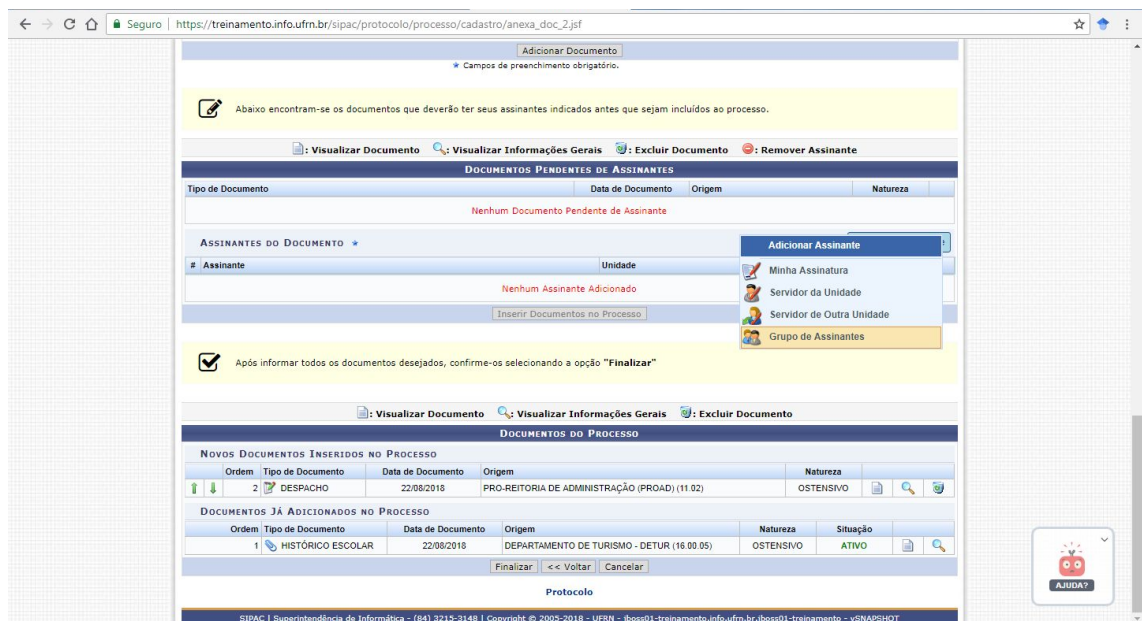 Seguro | https://treinamento.info.ufrn.br/sipac/protocolo/processo/cadastro/anexa_doc_2.jsf
Adicionar Documento
★ Campos de preenchimento obrigatório.
Abaixo encontram-se os documentos que deverão ter seus assinantes indicados antes que sejam incluídos ao processo.
: Visualizar Documento : Visualizar Informações Gerais : Excluir Documento : Remover Assinante
DOCUMENTOS PENDENTES DE ASSINANTES
Tipo de Documento Data de Documento Origem Natureza
Nenhum Documento Pendente de Assinante
ASSINANTES DO DOCUMENTO ★
Adicionar Assinante
# Assinante Unidade
Minha Assinatura
Servidor da Unidade
Nenhum Assinante Adicionado
Servidor de Outra Unidade
Inserir Documentos no Processo
Grupo de Assinantes
Após informar todos os documentos desejados, confirme-os selecionando a opção "Finalizar"
: Visualizar Documento : Visualizar Informações Gerais : Excluir Documento
DOCUMENTOS DO PROCESSO
NOVOS DOCUMENTOS INSERIDOS NO PROCESSO
Ordem Tipo de Documento Data de Documento Origem Natureza
2 DESPACHO 22/08/2018 PRO-REITORIA DE ADMINISTRAÇÃO (PROAD) (11.02) OSTENSIVO
DOCUMENTOS JÁ ADICIONADOS NO PROCESSO
Ordem Tipo de Documento Data de Documento Origem Natureza Situação
1 HISTÓRICO ESCOLAR 22/08/2018 DEPARTAMENTO DE TURISMO - DETUR (16.00.05) OSTENSIVO ATIVO
Finalizar << Voltar Cancelar
AJUDA?
Protocolo
SIPAC | Superintendência de Informática - (84) 3215-3148 | Copyright © 2005-2018 - UFRN - jboss01-treinamento.info.ufrn.br.jboss01-treinamento - vSNAPSHOT